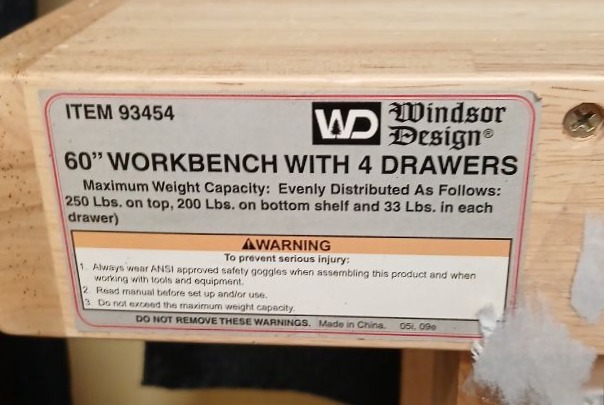 ITEM 93454
WD Windsor
Design®
60" WORKBENCH WITH 4 DRAWERS
Maximum Weight Capacity: Evenly Distributed As Follows:
250 Lbs. on top, 200 Lbs. on bottom shelf and 33 Lbs. in each
drawer)
WARNING
To prevent serious injury:
1. Always wear ANSI approved safety goggles when assembling this product and when
working with tools and equipment.
2. Read manual before set up and/or use.
3. Do not exceed the maximum weight capacity.
DO NOT REMOVE THESE WARNINGS. Made in China. 05i, 09e